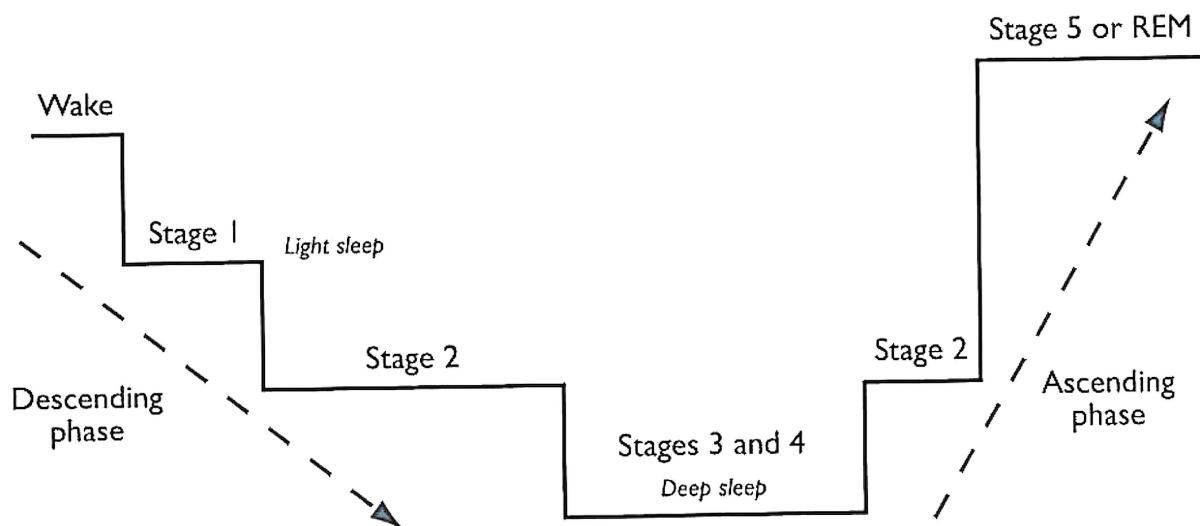 Stage 5 or REM
Wake
Stage 1
Light sleep
Stage 2
Stage 2
Descending
phase
Ascending
phase
Stages 3 and 4
Deep sleep